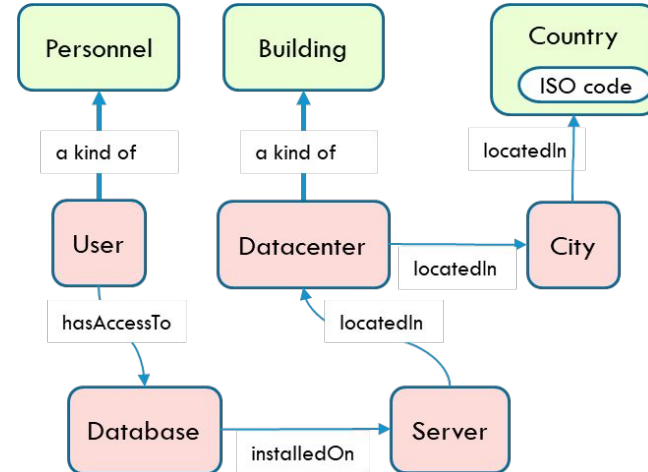 Personnel
Building
Country
ISO code
a kind of
a kind of
locatedIn
User
Datacenter
City
locatedIn
hasAccessTo
locatedIn
Database
Server
installedOn